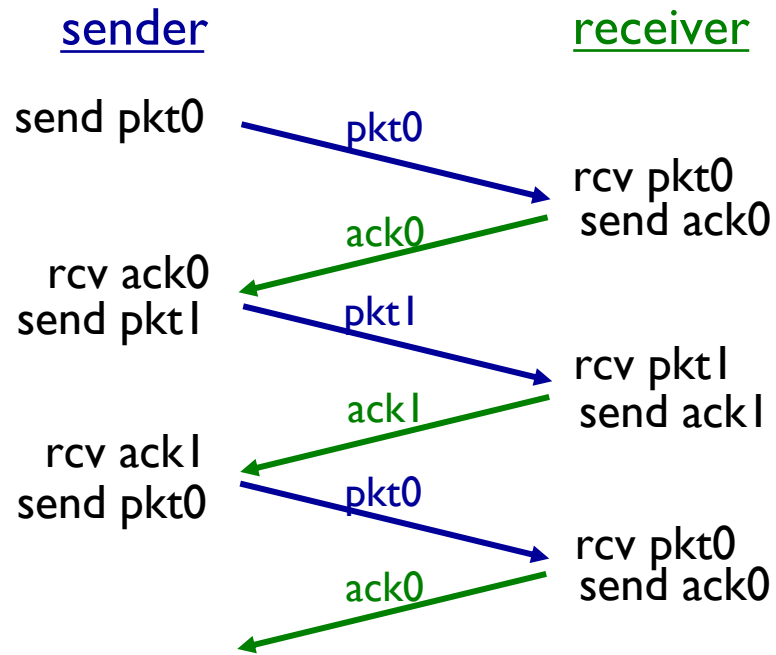 sender
receiver
send pkt0
pkt0
rcv pkt0
send ack0
ack0
rcv ack0
send pkt1
pkt1
rcv pkt1
send ack1
ack1
rcv ack1
send pkt0
pkt0
rcv pkt0
send ack0
ack0